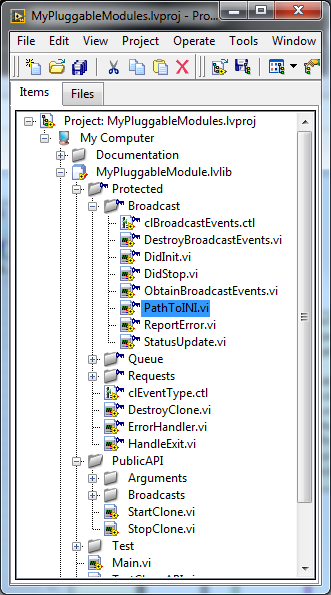 MyPluggableModules.lvproj - Pro...
File Edit View Project Operate Tools Window
Items Files
Project: MyPluggableModules.lvproj
My Computer
Documentation
MyPluggableModule.lvlib
Protected
Broadcast
clBroadcastEvents.ctl
DestroyBroadcastEvents.vi
DidInit.vi
DidStop.vi
ObtainBroadcastEvents.vi
PathToINI.vi
ReportError.vi
StatusUpdate.vi
Queue
Requests
clEventType.ctl
DestroyClone.vi
ErrorHandler.vi
HandleExit.vi
PublicAPI
Arguments
Broadcasts
StartClone.vi
StopClone.vi
Test
Main.vi